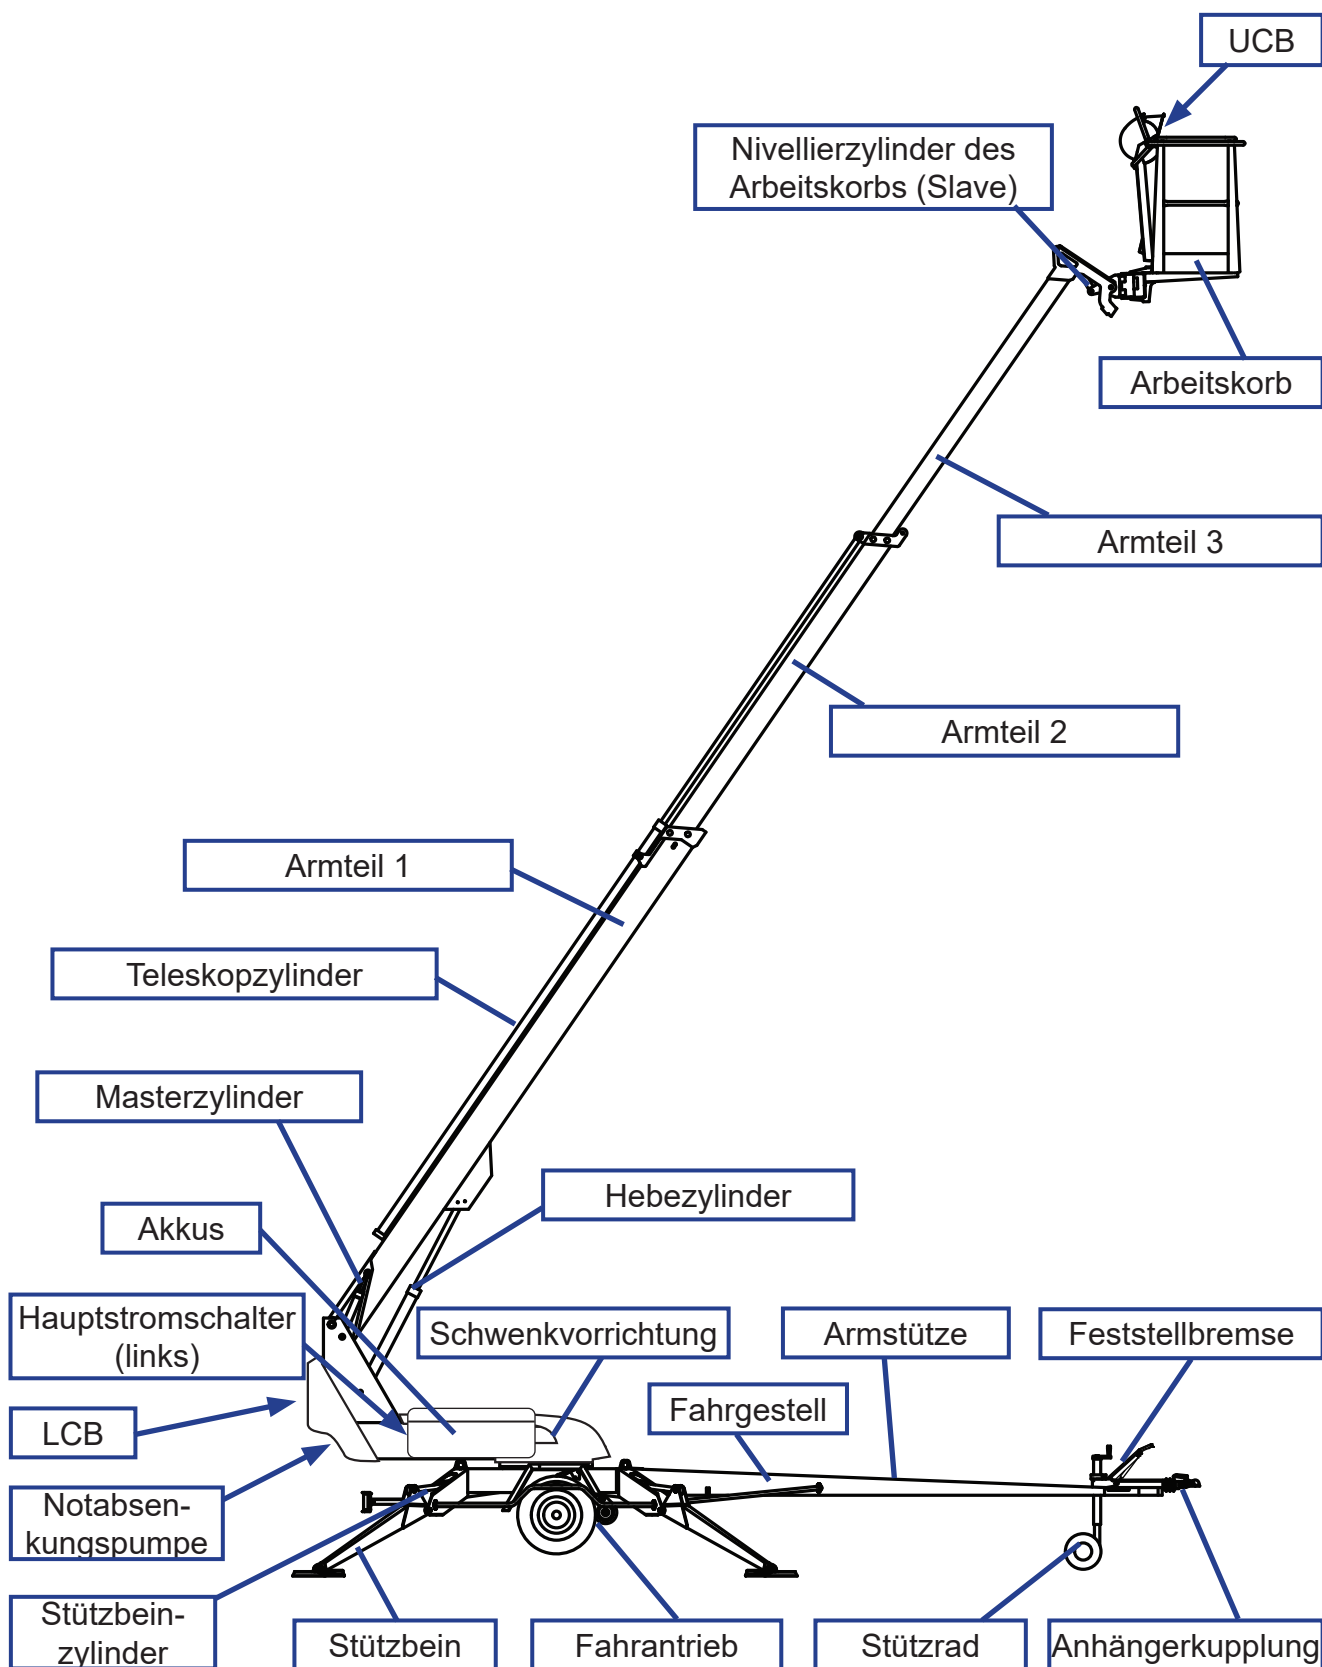 UCB
Nivellierzylinder des
Arbeitskorbs (Slave)
Arbeitskorb
Armteil 3
Armteil 2
Armteil 1
Teleskopzylinder
Masterzylinder
Hebezylinder
Akkus
Hauptstromschalter
(links)
Schwenkvorrichtung
Armstütze
Feststellbremse
Fahrgestell
LCB
Notabsen-
kungspumpe
Stützbein-
zylinder
Stützbein
Fahrantrieb
Stützrad
Anhängerkupplung